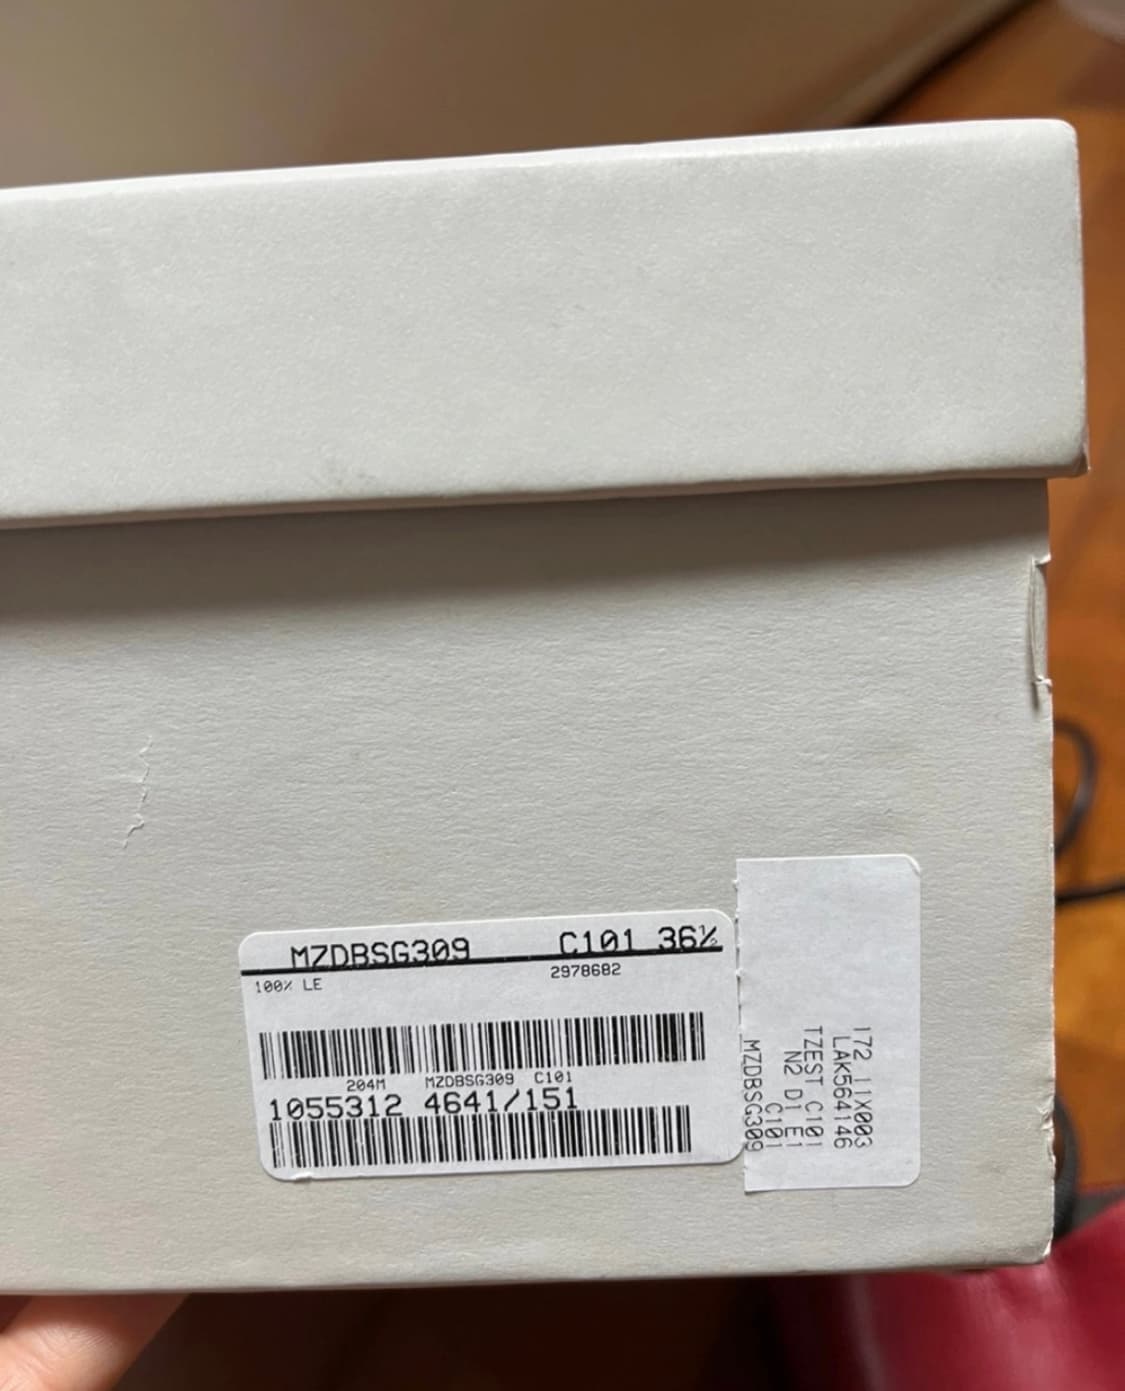 MZDBSG309 C101 36½
2978682
100% LE
204M MZDBSG309 C101
1055312 4641/151
172 11X003
LAK564146
TZEST C101
N2 D1 E1
C101
MZDBSG309